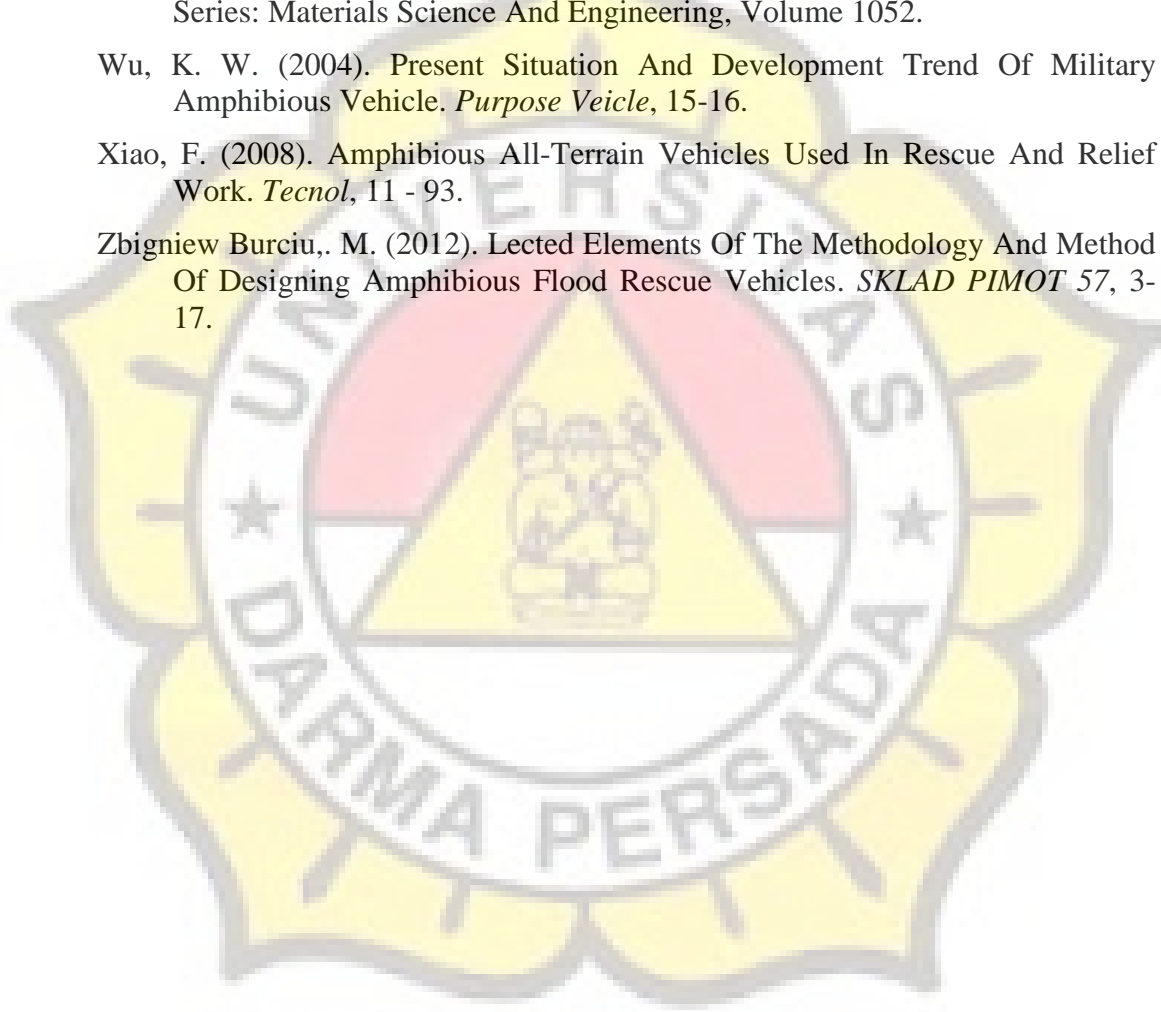 Series: Materials Science And Engineering, Volume 1052.
Wu, K. W. (2004). Present Situation And Development Trend Of Military
Amphibious Vehicle. Purpose Veicle, 15-16.
Xiao, F. (2008). Amphibious All-Terrain Vehicles Used In Rescue And Relief
Work. Tecnol, 11 - 93.
Zbigniew Burciu,. M. (2012). Lected Elements Of The Methodology And Method
Of Designing Amphibious Flood Rescue Vehicles. SKLAD PIMOT 57, 3-
17.
UNIVERSITAS
DARMA PERSADA